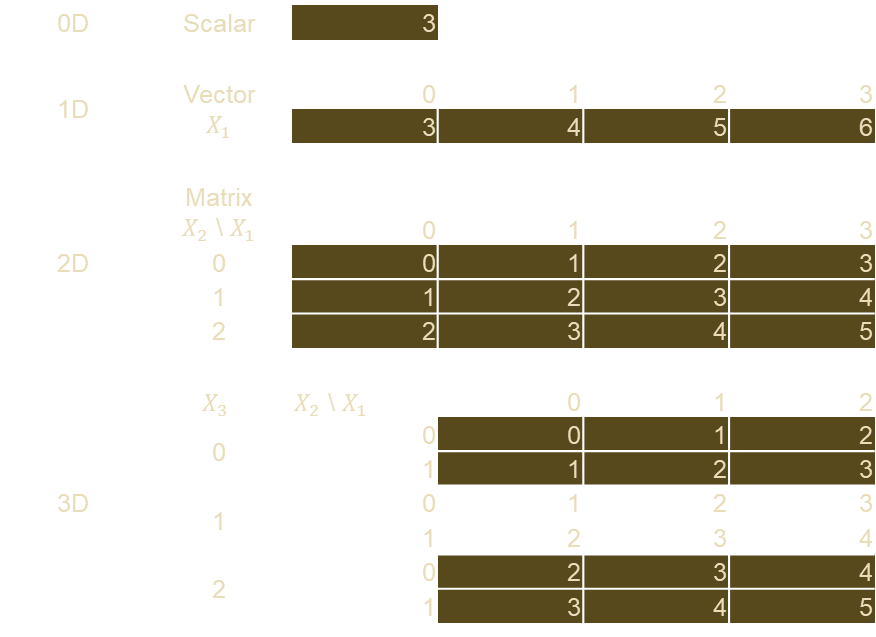 0D Scalar 3
Vector 0 1 2 3
1D
X₁ 3 4 5 6
Matrix
X₂ \ X₁ 0 1 2 3
2D 0 0 1 2 3
1 1 2 3 4
2 2 3 4 5
X₃ X₂ \ X₁ 0 1 2
0 0 1 2
0
1 1 2 3
3D 0 1 2 3
1
1 2 3 4
0 2 3 4
2
1 3 4 5